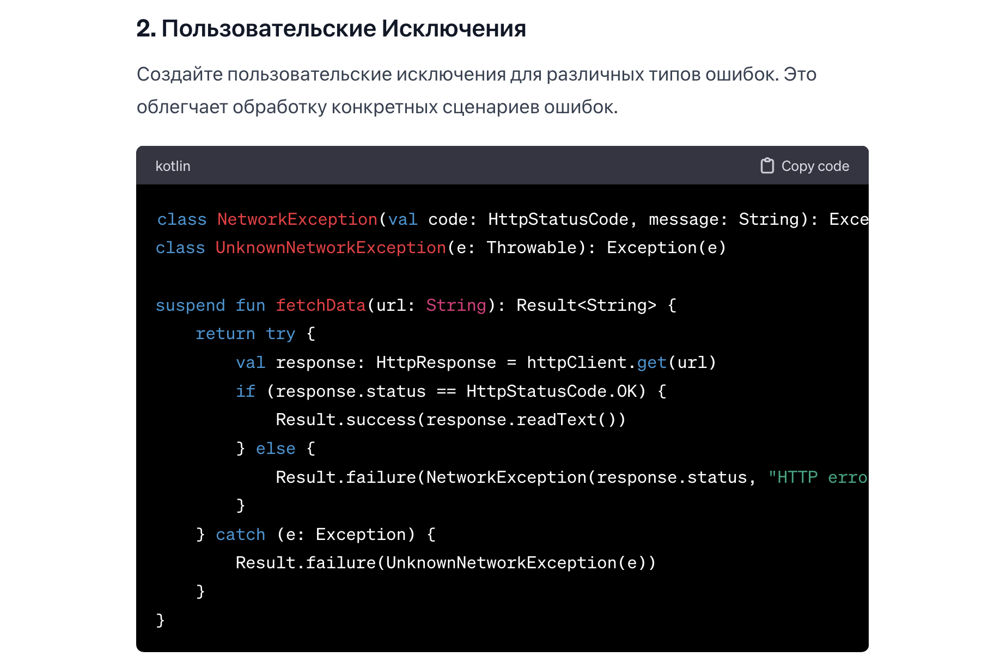 2. Пользовательские Исключения
Создайте пользовательские исключения для различных типов ошибок. Это
облегчает обработку конкретных сценариев ошибок.
kotlin
Copy code
class NetworkException(val code: HttpStatusCode, message: String): Exce
class UnknownNetworkException(e: Throwable): Exception(e)
suspend fun fetchData(url: String): Result<String> {
    return try {
        val response: HttpResponse = httpClient.get(url)
        if (response.status == HttpStatusCode.OK) {
            Result.success(response.readText())
        } else {
            Result.failure(NetworkException(response.status, "HTTP erro
        }
    } catch (e: Exception) {
        Result.failure(UnknownNetworkException(e))
    }
}